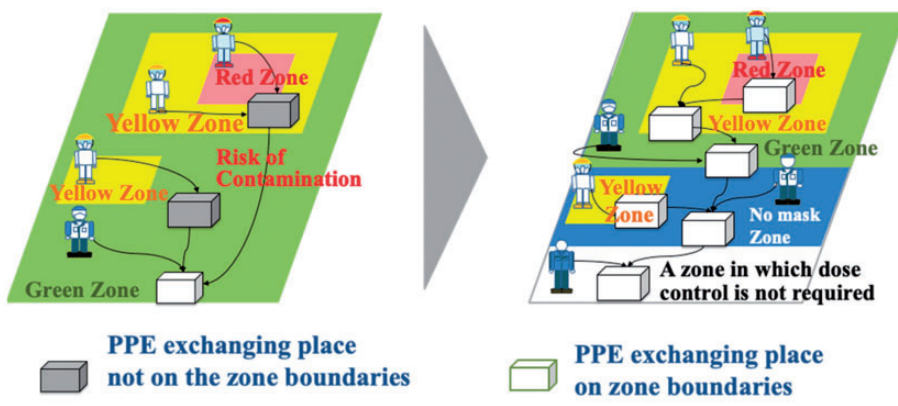 Red Zone
Yellow Zone
Risk of
Contamination
Yellow Zone
Green Zone
PPE exchanging place
not on the zone boundaries
Red Zone
Yellow Zone
Green Zone
Yellow
Zone
No mask
Zone
A zone in which dose
control is not required
PPE exchanging place
on zone boundaries